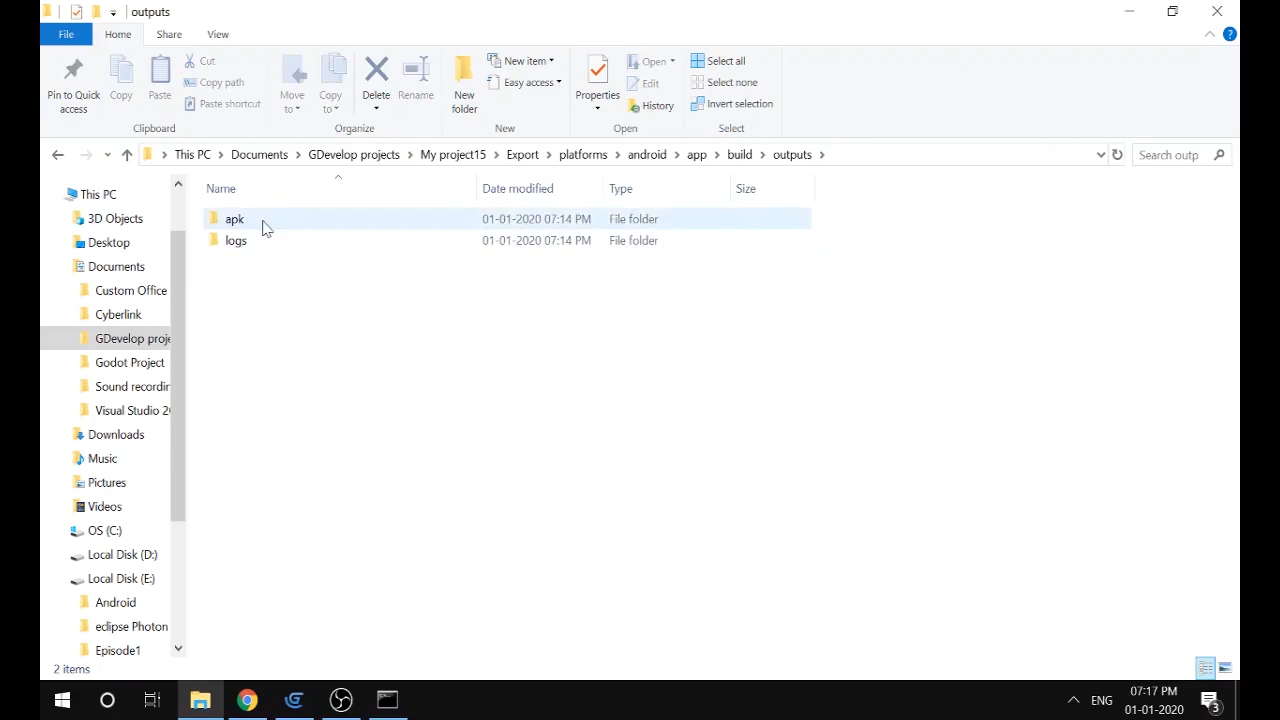 outputs
File
Home
Share
View
Pin to Quick
access
Copy
Paste
Cut
Copy path
Paste shortcut
Clipboard
Move
to
Copy
to
Delete
Rename
Organize
New
folder
New item
Easy access
New
Properties
Open
Edit
History
Open
Select all
Select none
Invert selection
Select
This PC
Documents
GDevelop projects
My project15
Export
platforms
android
app
build
outputs
Search outp
Name
Date modified
Type
Size
apk
01-01-2020 07:14 PM
File folder
logs
01-01-2020 07:14 PM
File folder
This PC
3D Objects
Desktop
Documents
Custom Office
Cyberlink
GDevelop proje
Godot Project
Sound recordin
Visual Studio 20
Downloads
Music
Pictures
Videos
OS (C:)
Local Disk (D:)
Local Disk (E:)
Android
eclipse Photon
Episode1
2 items
ENG
07:17 PM
01-01-2020
3